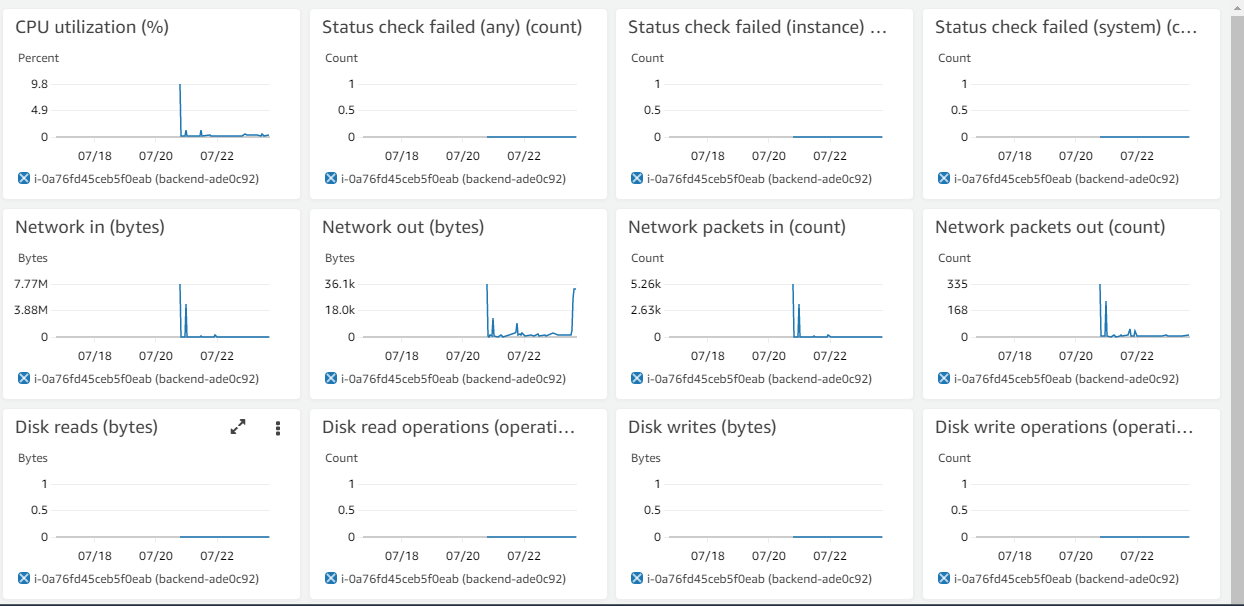 CPU utilization (%)
Percent
9.8
4.9
0
07/18 07/20 07/22
i-0a76fd45ceb5f0eab (backend-ade0c92)
Status check failed (any) (count)
Count
1
0.5
0
07/18 07/20 07/22
i-0a76fd45ceb5f0eab (backend-ade0c92)
Status check failed (instance) ...
Count
1
0.5
0
07/18 07/20 07/22
i-0a76fd45ceb5f0eab (backend-ade0c92)
Status check failed (system) (c...
Count
1
0.5
0
07/18 07/20 07/22
i-0a76fd45ceb5f0eab (backend-ade0c92)
Network in (bytes)
Bytes
7.77M
3.88M
0
07/18 07/20 07/22
i-0a76fd45ceb5f0eab (backend-ade0c92)
Network out (bytes)
Bytes
36.1k
18.0k
0
07/18 07/20 07/22
i-0a76fd45ceb5f0eab (backend-ade0c92)
Network packets in (count)
Count
5.26k
2.63k
0
07/18 07/20 07/22
i-0a76fd45ceb5f0eab (backend-ade0c92)
Network packets out (count)
Count
335
168
0
07/18 07/20 07/22
i-0a76fd45ceb5f0eab (backend-ade0c92)
Disk reads (bytes)
Bytes
1
0.5
0
07/18 07/20 07/22
i-0a76fd45ceb5f0eab (backend-ade0c92)
Disk read operations (operati...
Count
1
0.5
0
07/18 07/20 07/22
i-0a76fd45ceb5f0eab (backend-ade0c92)
Disk writes (bytes)
Bytes
1
0.5
0
07/18 07/20 07/22
i-0a76fd45ceb5f0eab (backend-ade0c92)
Disk write operations (operati...
Count
1
0.5
0
07/18 07/20 07/22
i-0a76fd45ceb5f0eab (backend-ade0c92)